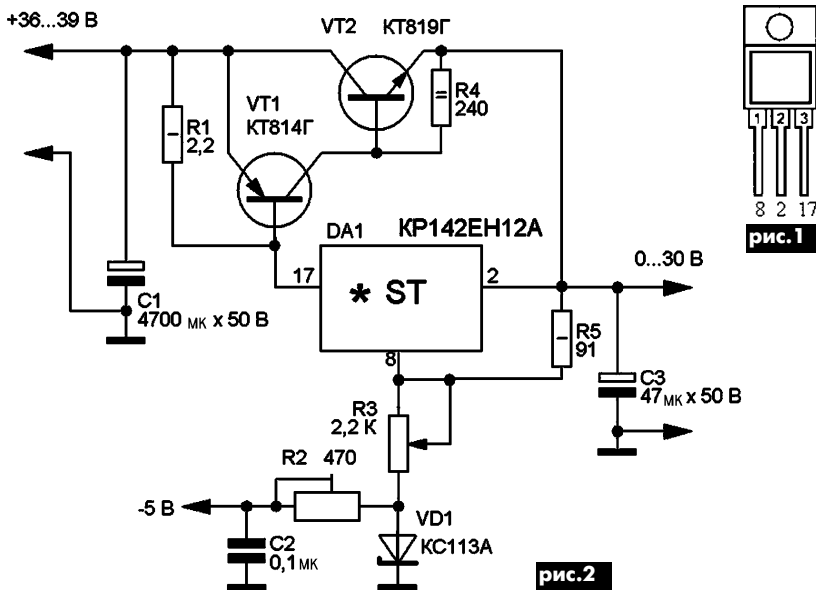 +36...39 В
VT2
КТ819Г
R4
240
VT1
КТ814Г
R1
2,2
1 2 3
8 2 17
рис.1
DA1
КР142ЕН12А
17
* ST
2
8
0...30 В
C1
4700 мк x 50 В
R5
91
R3
2,2 К
C3
47мк x 50 В
R2 470
-5 В
C2
0,1мк
VD1
КС113А
рис.2